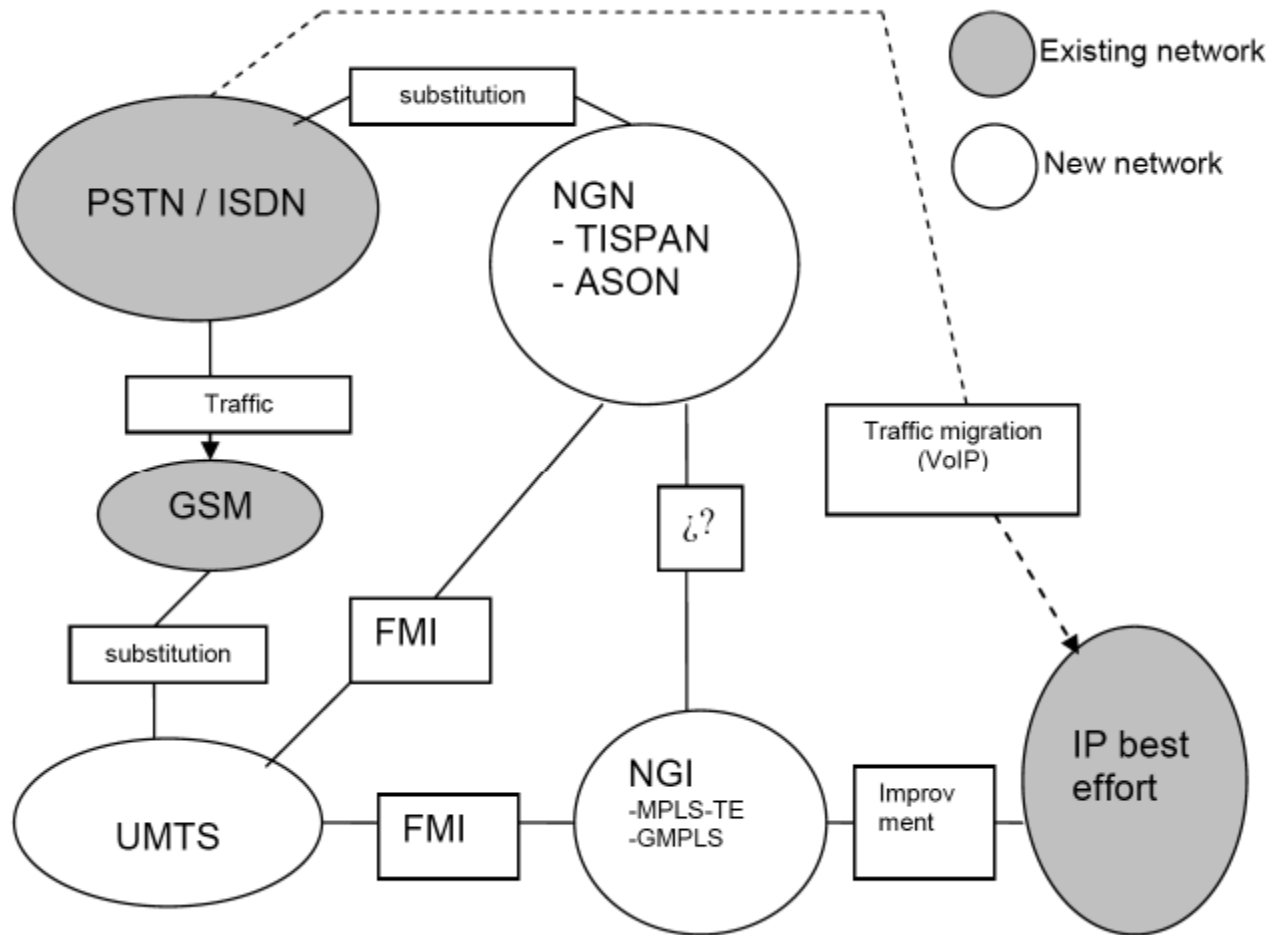 Existing network
substitution
New network
PSTN / ISDN
NGN
- TISPAN
- ASON
Traffic
Traffic migration
(VoIP)
GSM
¿?
FMI
substitution
IP best
effort
NGI
-MPLS-TE
-GMPLS
Improv
ment
UMTS
FMI